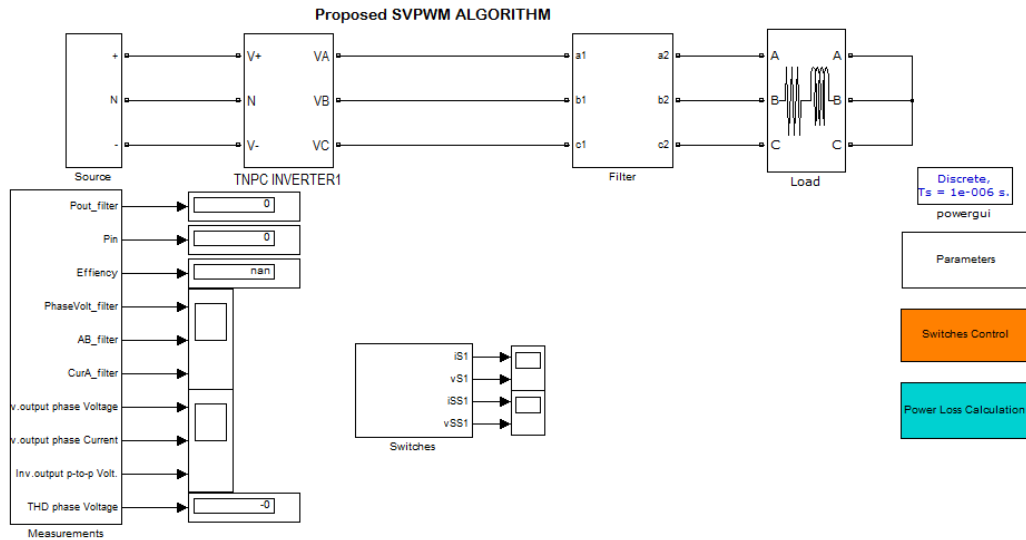 Proposed SVPWM ALGORITHM
+ V+ VA a1 a2 A A
N N VB b1 b2 B B
- V- VC c1 c2 C C
Source
TNPC INVERTER1
Filter
Load
Discrete,
Ts = 1e-006 s.
powergui
Parameters
Switches Control
Power Loss Calculation
Pout_filter 0
Pin 0
Effiency nan
PhaseVolt_filter
AB_filter
CurA_filter
v.output phase Voltage
v.output phase Current
Inv.output p-to-p Volt.
THD phase Voltage -0
Measurements
iS1
vS1
iSS1
vSS1
Switches